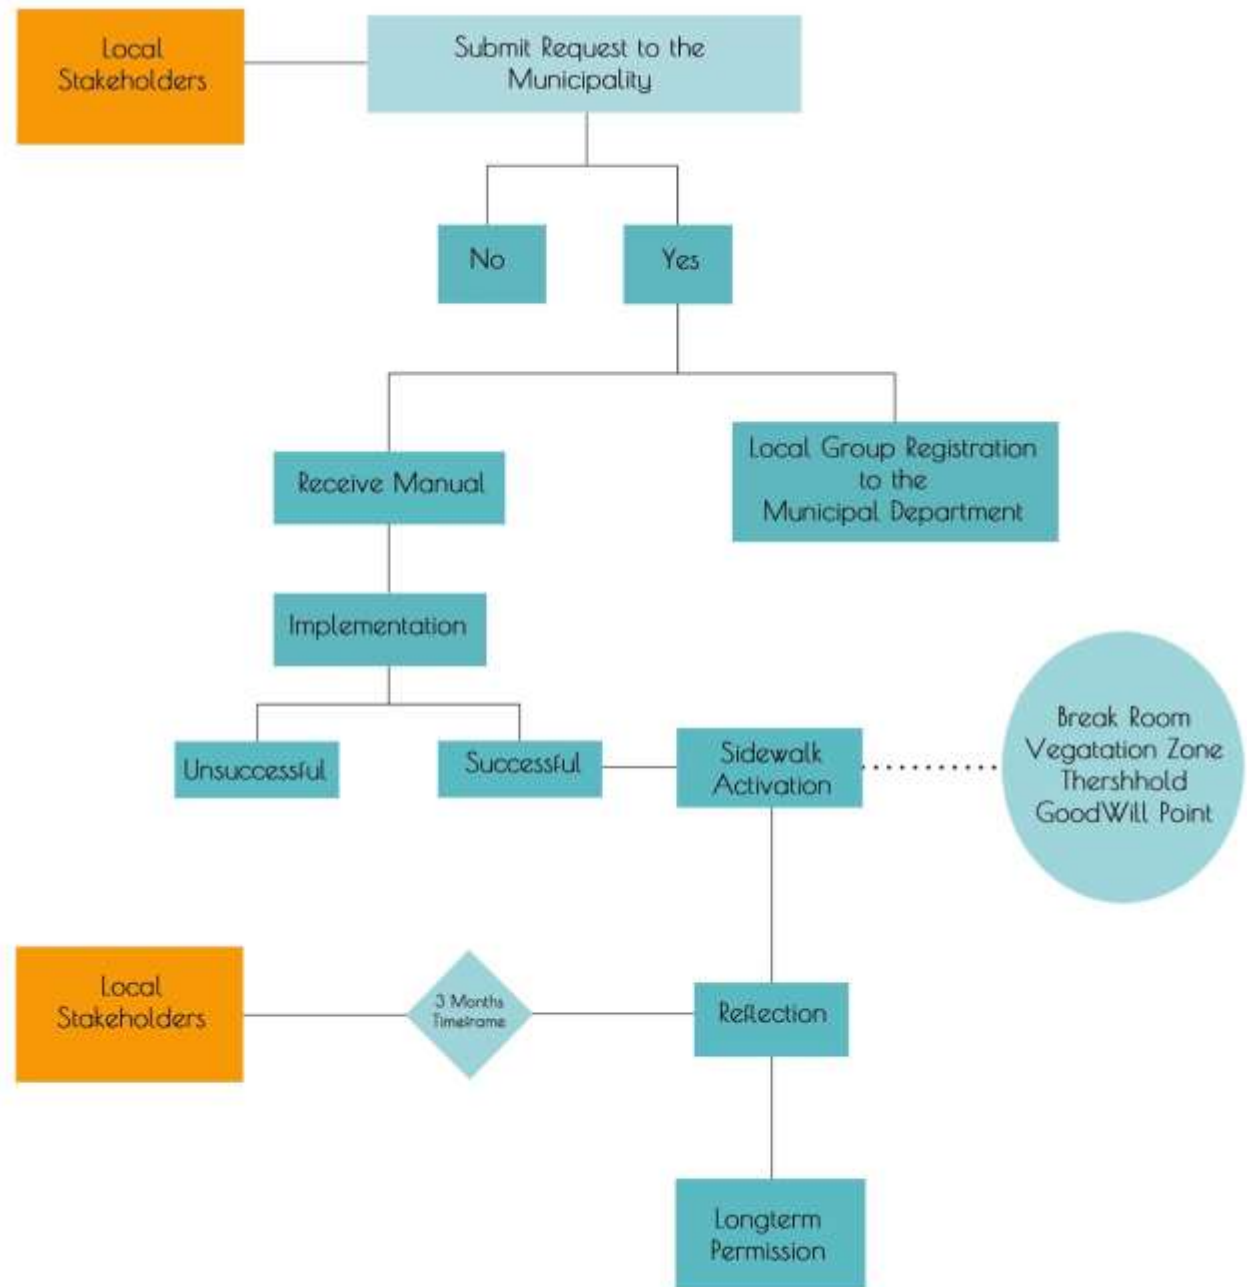 Local
Stakeholders
Submit Request to the
Municipality
No
Yes
Receive Manual
Local Group Registration
to the
Municipal Department
Implementation
Unsuccessful
Successful
Sidewalk
Activation
Break Room
Vegatation Zone
Thershhold
GoodWill Point
Local
Stakeholders
3 Months
Timeframe
Reflection
Longterm
Permission